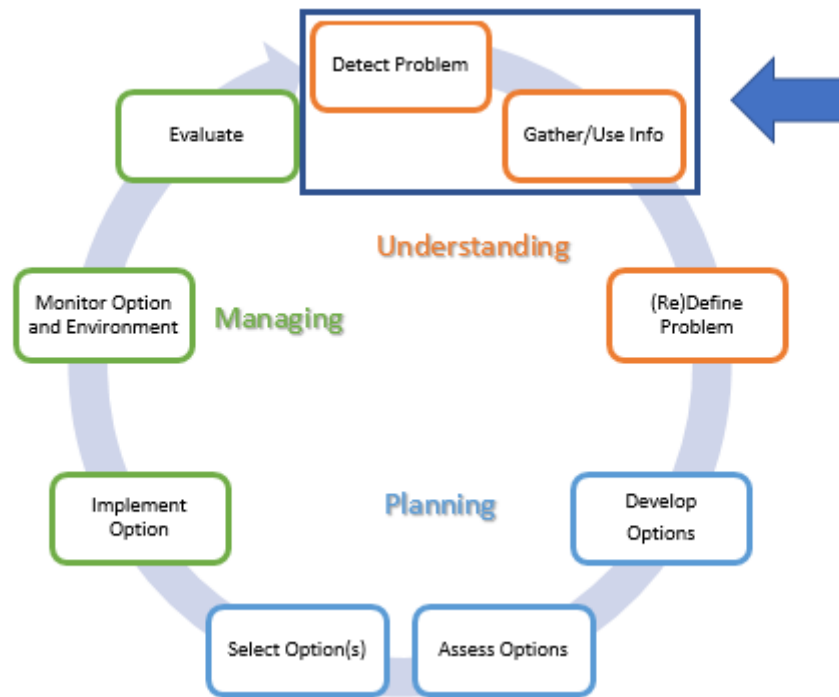 Detect Problem
Gather/Use Info
Evaluate
Understanding
(Re)Define
Problem
Monitor Option
and Environment
Managing
Develop
Options
Planning
Implement
Option
Assess Options
Select Option(s)